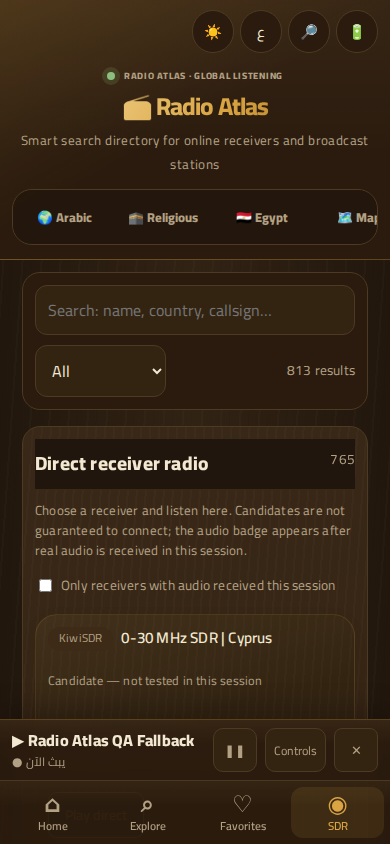 ع
RADIO ATLAS · GLOBAL LISTENING
Radio Atlas
Smart search directory for online receivers and broadcast
stations
Arabic Religious Egypt Map
Search: name, country, callsign...
All 813 results
Direct receiver radio 765
Choose a receiver and listen here. Candidates are not
guaranteed to connect; the audio badge appears after
real audio is received in this session.
Only receivers with audio received this session
KiwiSDR 0-30 MHz SDR | Cyprus
Candidate — not tested in this session
▶ Radio Atlas QA Fallback
● يبث الآن
Controls ×
Home Explore Favorites SDR